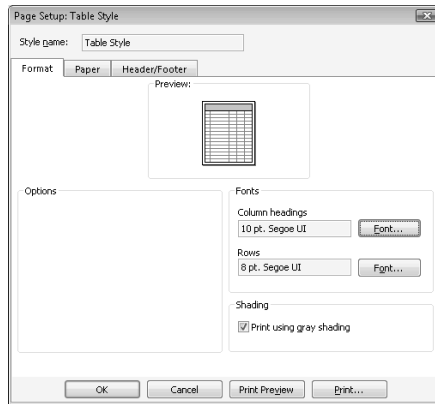 Page Setup: Table Style
Style name: Table Style
Format Paper Header/Footer
Preview:
Options
Fonts
Column headings
10 pt. Segoe UI Font...
Rows
8 pt. Segoe UI Font...
Shading
Print using gray shading
OK Cancel Print Preview Print...